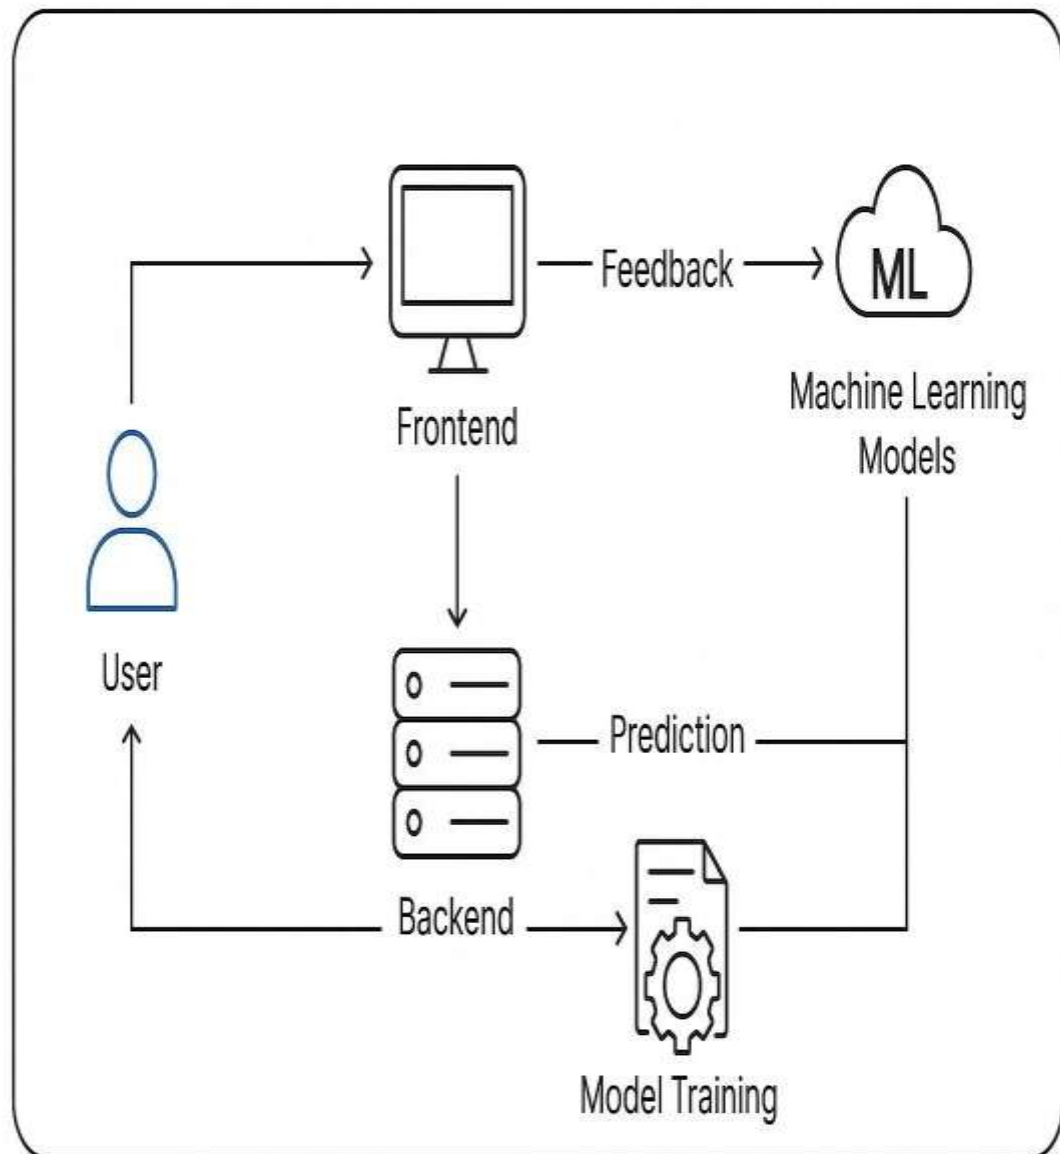 Feedback
ML
Frontend
Machine Learning
Models
User
Prediction
Backend
Model Training